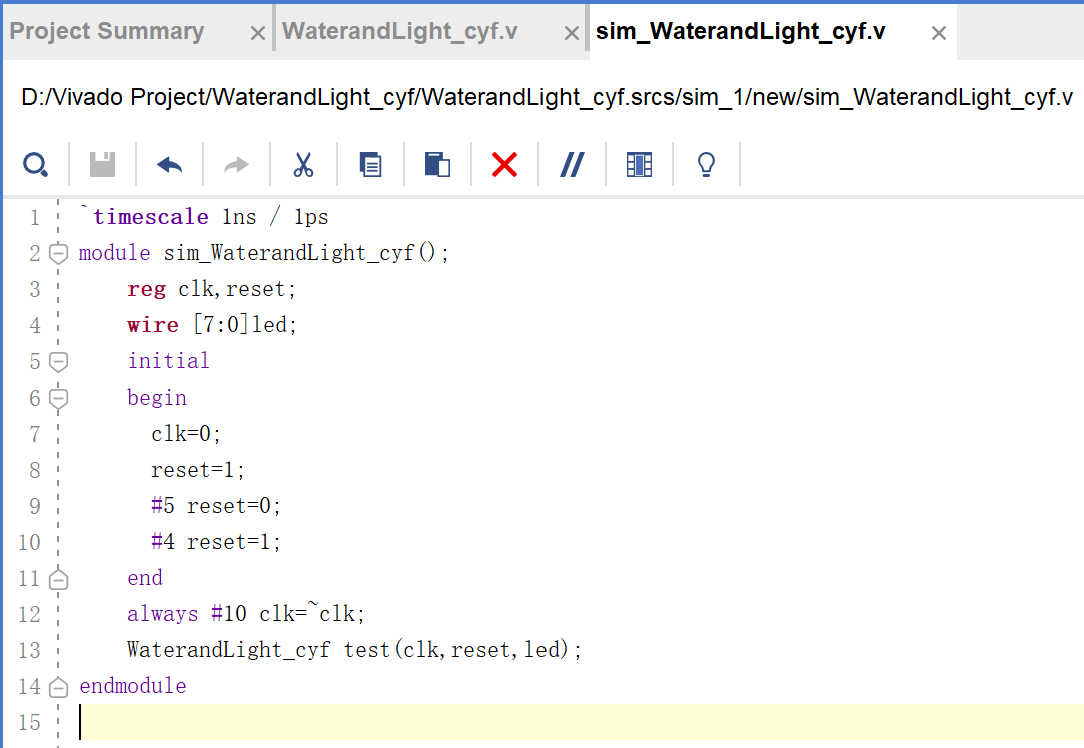 Project Summary × WaterandLight_cyf.v × sim_WaterandLight_cyf.v ×
D:/Vivado Project/WaterandLight_cyf/WaterandLight_cyf.srcs/sim_1/new/sim_WaterandLight_cyf.v
1 `timescale 1ns / 1ps
2 module sim_WaterandLight_cyf();
3     reg clk,reset;
4     wire [7:0]led;
5     initial
6     begin
7       clk=0;
8       reset=1;
9       #5 reset=0;
10       #4 reset=1;
11     end
12     always #10 clk=~clk;
13     WaterandLight_cyf test(clk,reset,led);
14 endmodule
15